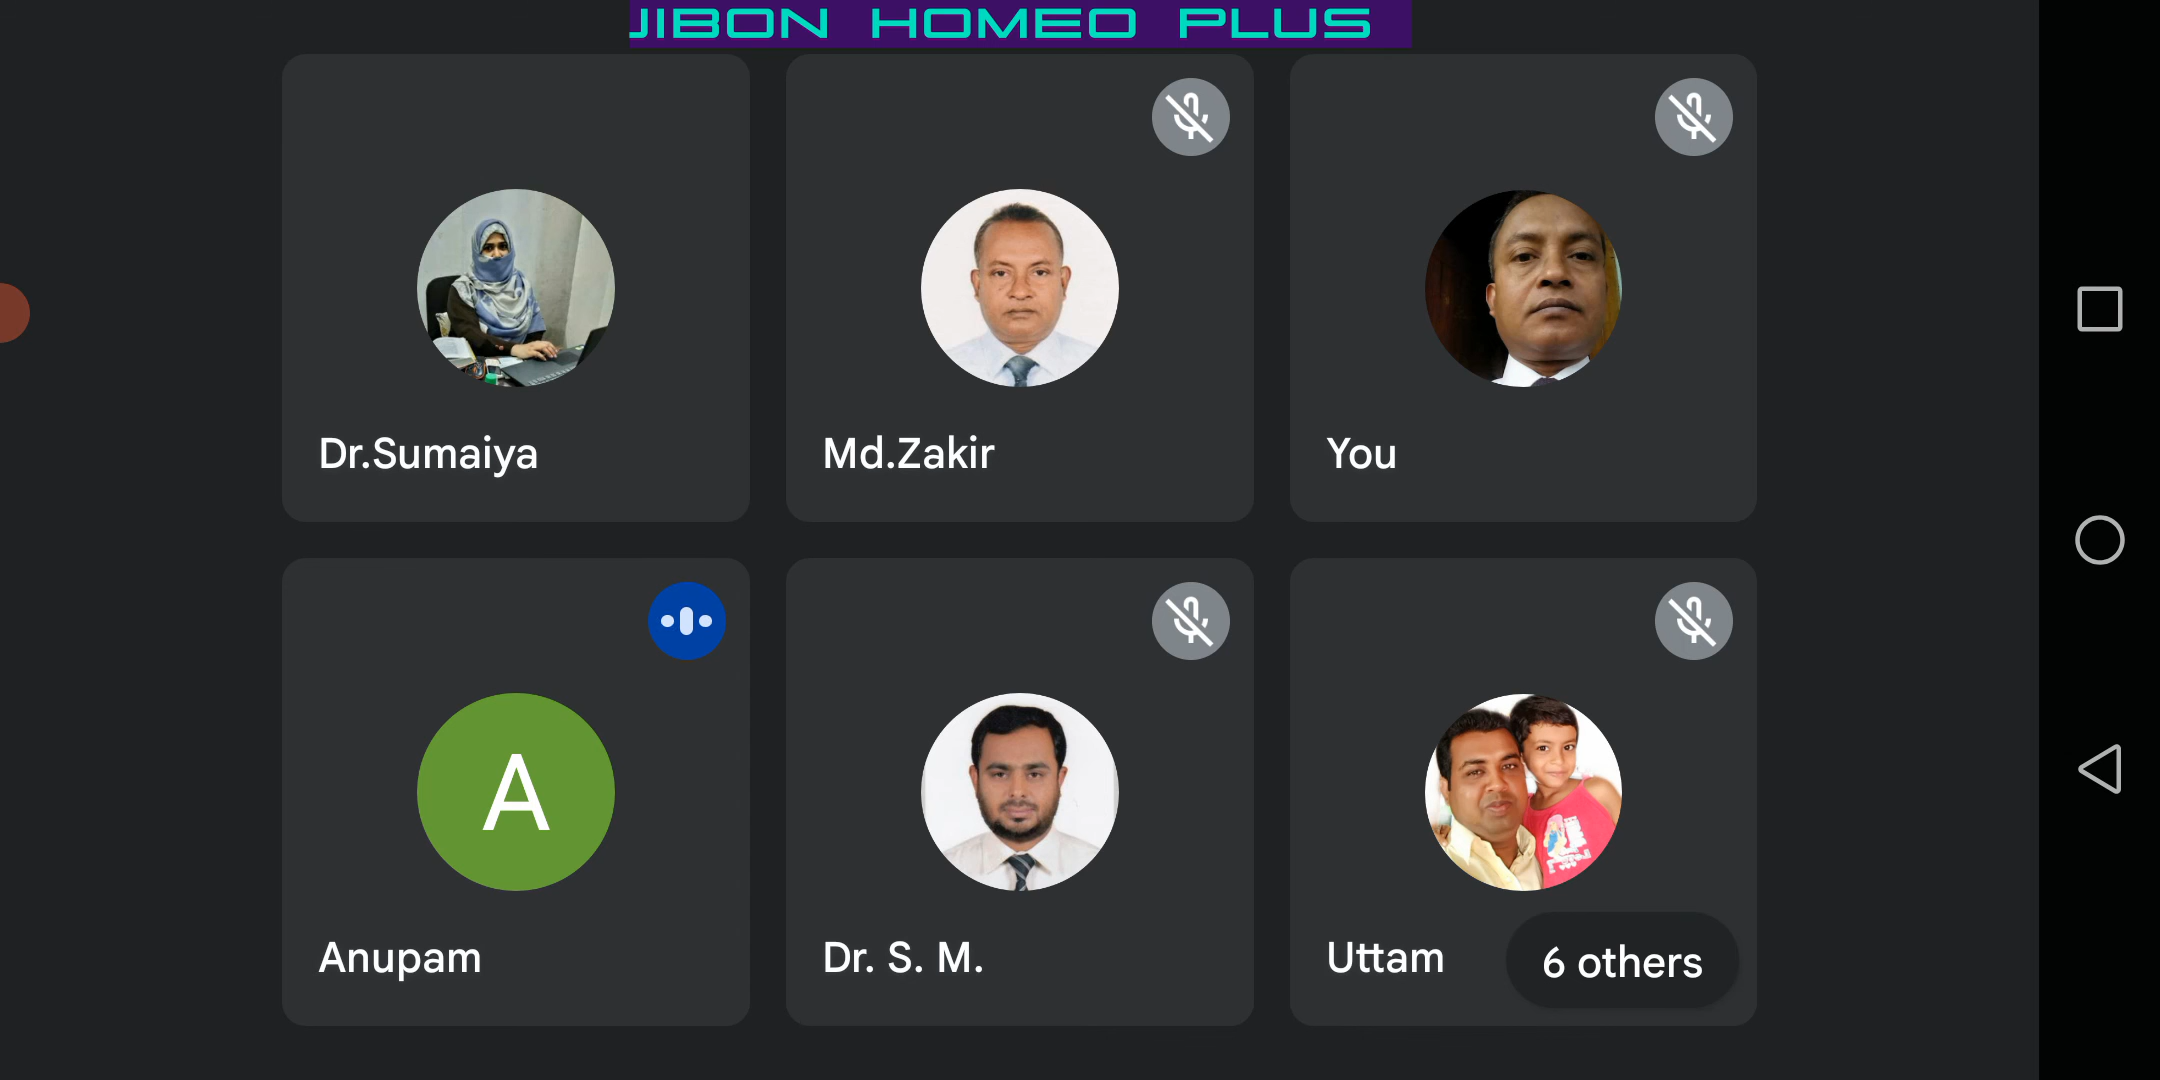 JIBON HOMEO PLUS
Dr.Sumaiya
Md.Zakir
You
A
Anupam
Dr. S. M.
Uttam
6 others